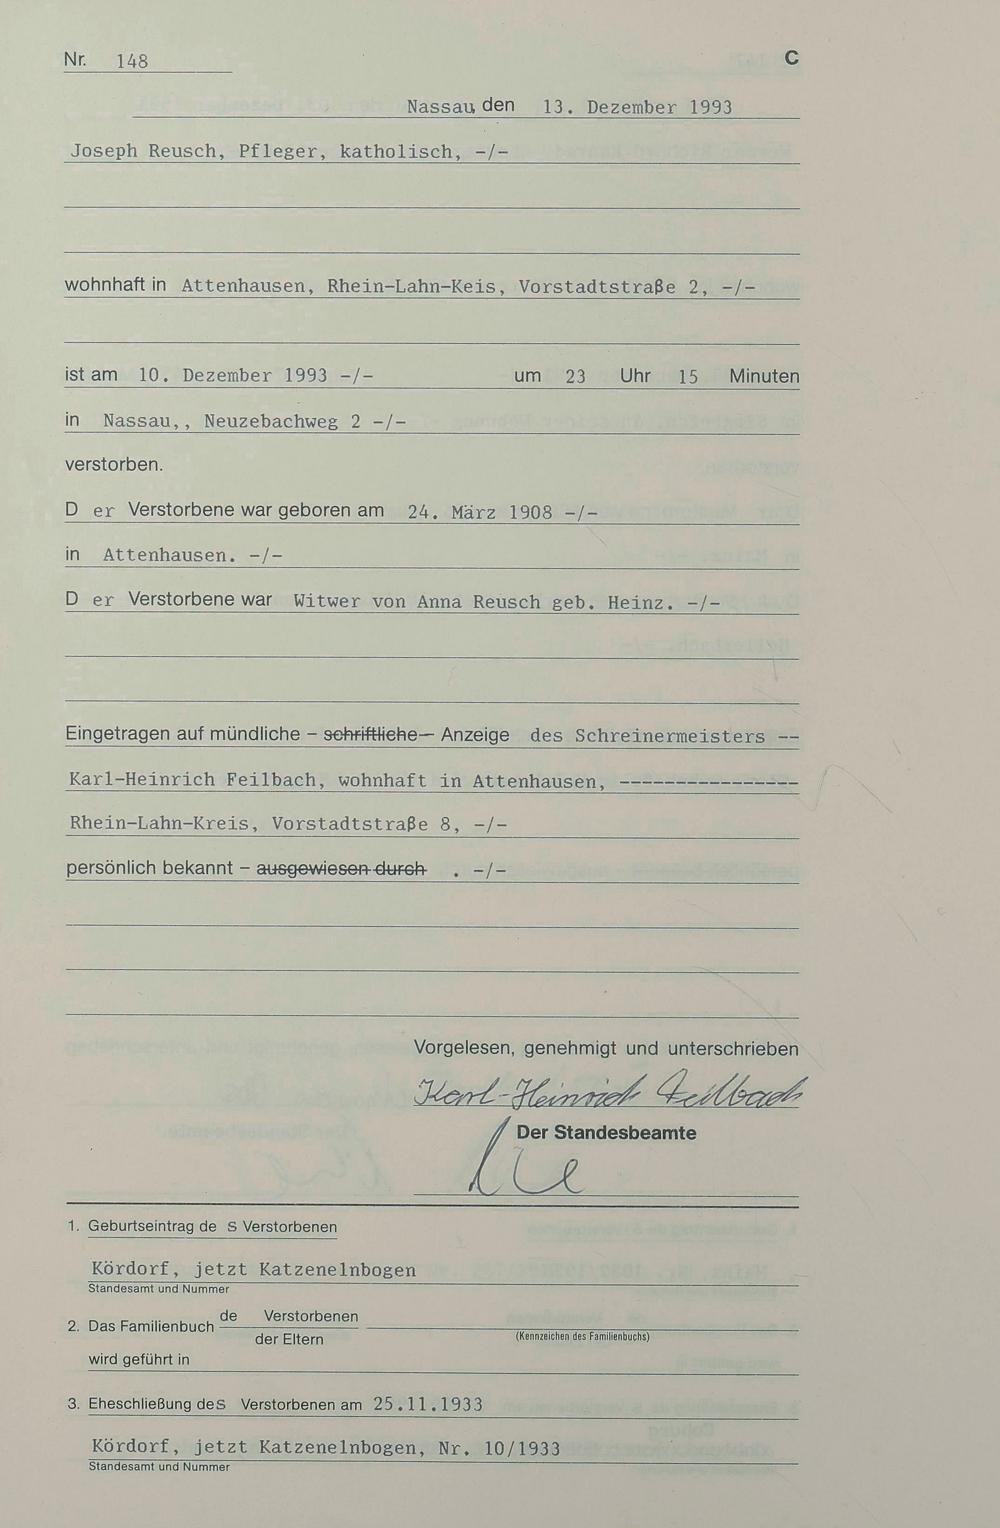 Nr. 148 C
Nassau, den 13. Dezember 1993
Joseph Reusch, Pfleger, katholisch, -/-
wohnhaft in Attenhausen, Rhein-Lahn-Keis, Vorstadtstraße 2, -/-
ist am 10. Dezember 1993 -/- um 23 Uhr 15 Minuten
in Nassau,, Neuzebachweg 2 -/-
verstorben.
D er Verstorbene war geboren am 24. März 1908 -/-
in Attenhausen. -/-
D er Verstorbene war Witwer von Anna Reusch geb. Heinz. -/-
Eingetragen auf mündliche – schriftliche – Anzeige des Schreinermeisters --
Karl-Heinrich Feilbach, wohnhaft in Attenhausen, ----------------
Rhein-Lahn-Kreis, Vorstadtstraße 8, -/-
persönlich bekannt – ausgewiesen durch . -/-
Vorgelesen, genehmigt und unterschrieben
Karl-Heinrich Feilbach
Der Standesbeamte
1. Geburtseintrag de s Verstorbenen
Kördorf, jetzt Katzenelnbogen
Standesamt und Nummer
2. Das Familienbuch de Verstorbenen
der Eltern (Kennzeichen des Familienbuchs)
wird geführt in
3. Eheschließung des Verstorbenen am 25.11.1933
Kördorf, jetzt Katzenelnbogen, Nr. 10/1933
Standesamt und Nummer